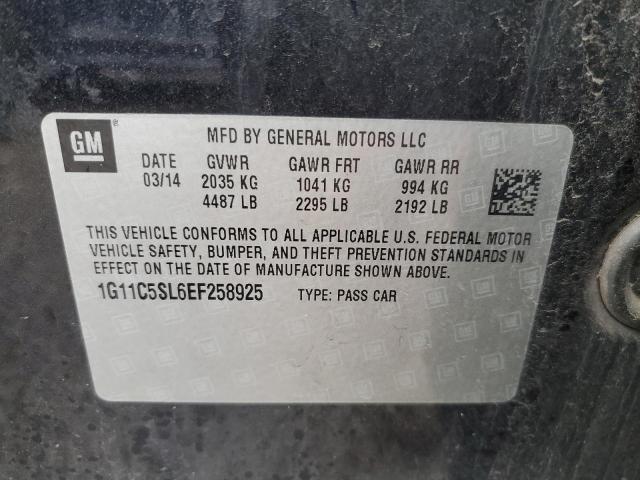 GM ®
MFD BY GENERAL MOTORS LLC
DATE GVWR GAWR FRT GAWR RR
03/14 2035 KG 1041 KG 994 KG
4487 LB 2295 LB 2192 LB
THIS VEHICLE CONFORMS TO ALL APPLICABLE U.S. FEDERAL MOTOR
VEHICLE SAFETY, BUMPER, AND THEFT PREVENTION STANDARDS IN
EFFECT ON THE DATE OF MANUFACTURE SHOWN ABOVE.
1G11C5SL6EF258925 TYPE: PASS CAR